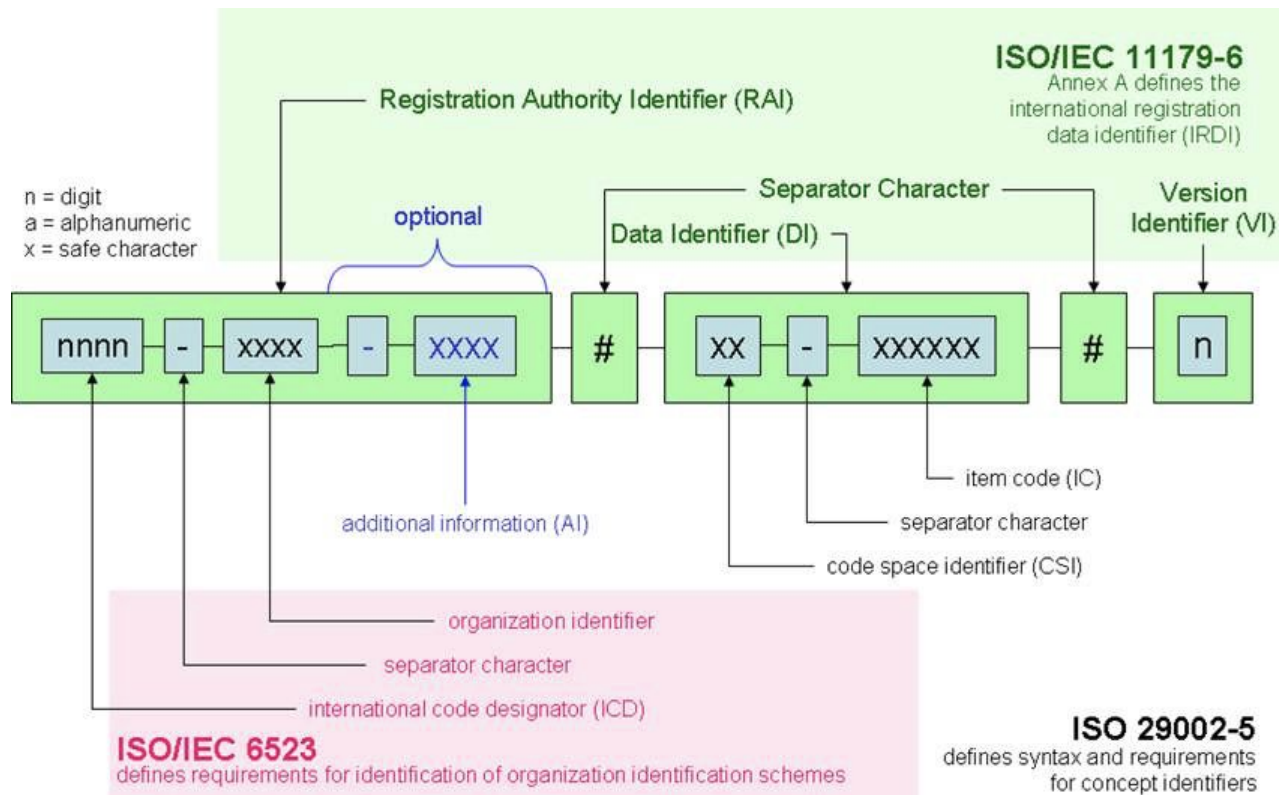 ISO/IEC 11179-6
Annex A defines the
international registration
data identifier (IRDI)
Registration Authority Identifier (RAI)
n = digit
a = alphanumeric
x = safe character
optional
Separator Character
Data Identifier (DI)
Version
Identifier (VI)
nnnn - xxxx - xxxx # xx - xxxxxx # n
item code (IC)
additional information (AI)
separator character
code space identifier (CSI)
organization identifier
separator character
international code designator (ICD)
ISO/IEC 6523
defines requirements for identification of organization identification schemes
ISO 29002-5
defines syntax and requirements
for concept identifiers